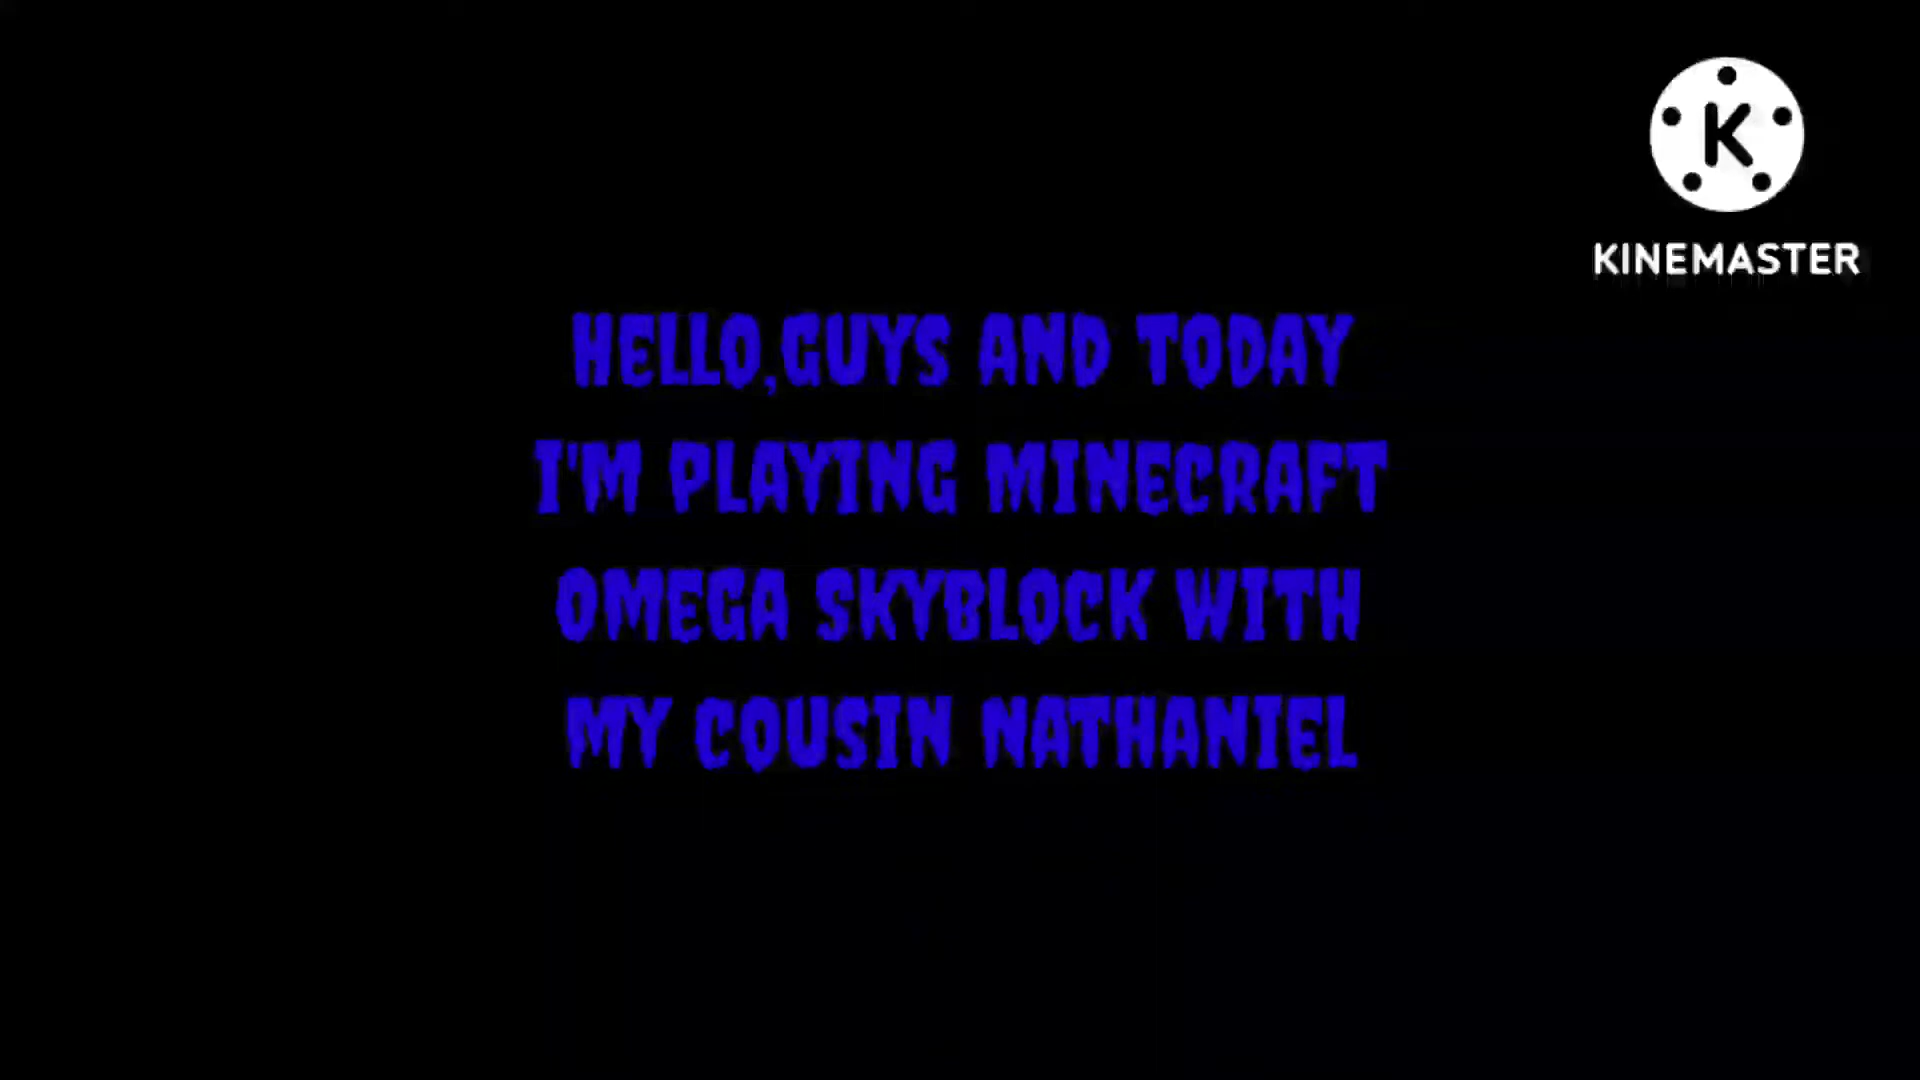 K
KINEMASTER
HELLO,GUYS AND TODAY
I'M PLAYING MINECRAFT
OMEGA SKYBLOCK WITH
MY COUSIN NATHANIEL